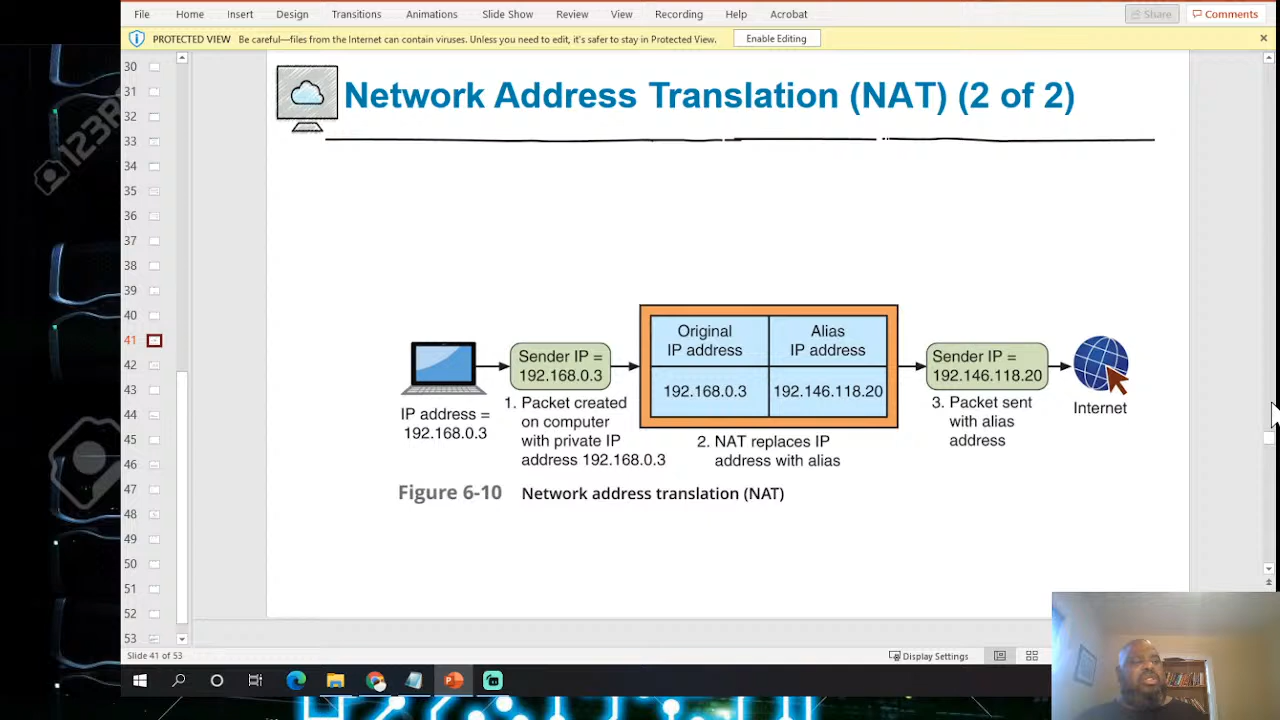 File Home Insert Design Transitions Animations Slide Show Review View Recording Help Acrobat Share Comments
PROTECTED VIEW Be careful—files from the Internet can contain viruses. Unless you need to edit, it's safer to stay in Protected View. Enable Editing
30
31
32
33
34
35
36
37
38
39
40
41
42
43
44
45
46
47
48
49
50
51
52
53
Network Address Translation (NAT) (2 of 2)
IP address =
192.168.0.3
Sender IP =
192.168.0.3
1. Packet created
on computer
with private IP
address 192.168.0.3
Original
IP address
Alias
IP address
192.168.0.3
192.146.118.20
2. NAT replaces IP
address with alias
Sender IP =
192.146.118.20
3. Packet sent
with alias
address
Internet
Figure 6-10 Network address translation (NAT)
Slide 41 of 53
Display Settings